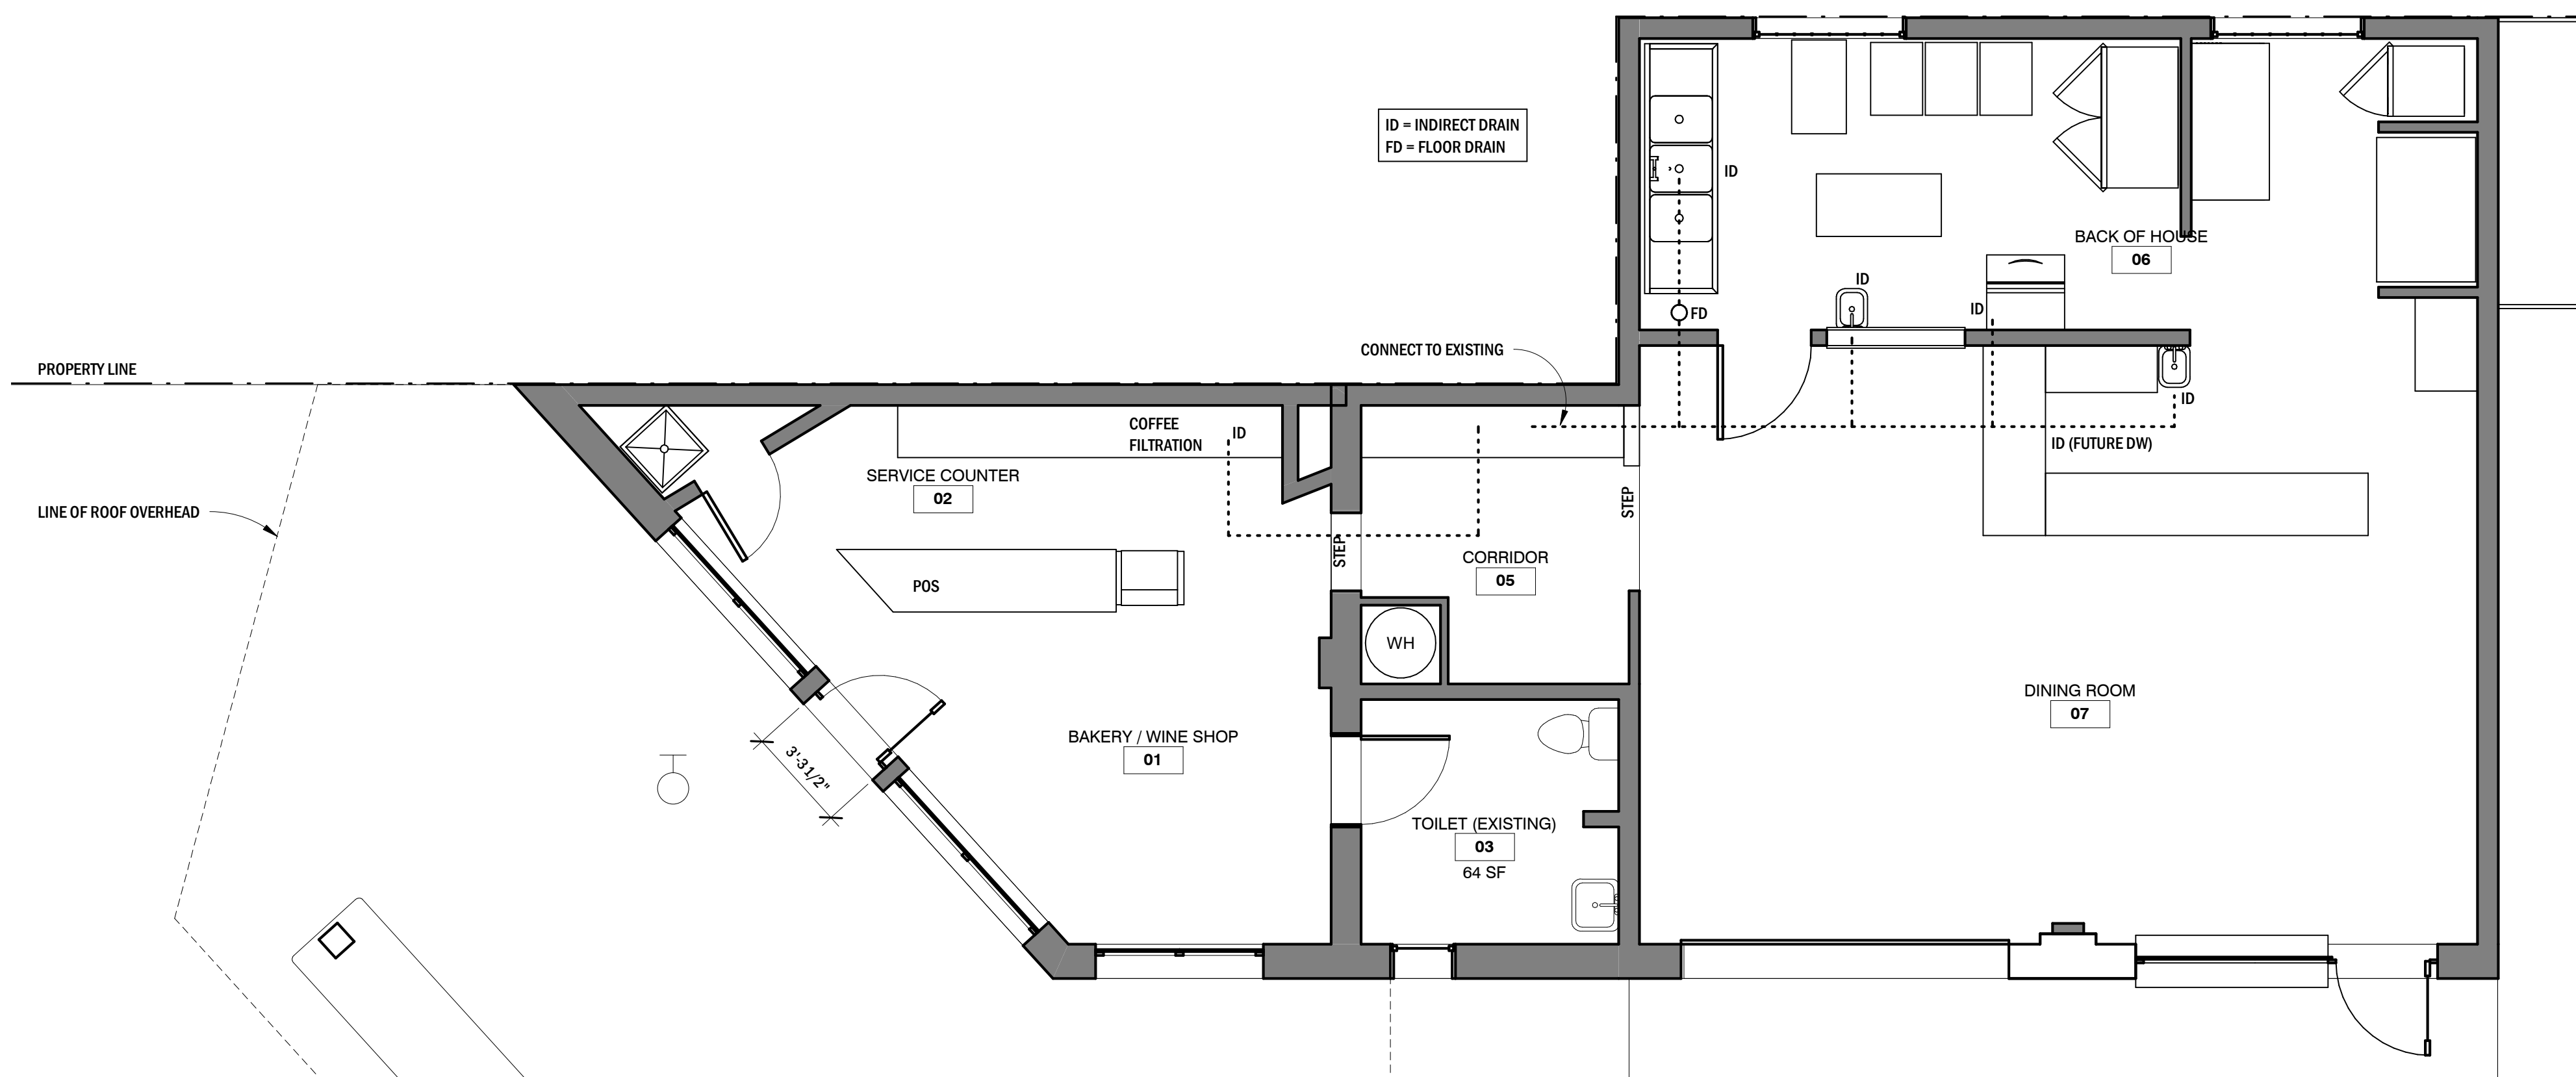 ID = INDIRECT DRAIN
FD = FLOOR DRAIN
ID
BACK OF HOUSE
06
ID
ID
FD
CONNECT TO EXISTING
PROPERTY LINE
ID
COFFEE
FILTRATION
ID
ID (FUTURE DW)
SERVICE COUNTER
02
LINE OF ROOF OVERHEAD
STEP
STEP
CORRIDOR
05
POS
WH
DINING ROOM
07
BAKERY / WINE SHOP
01
3'-3 1/2"
TOILET (EXISTING)
03
64 SF